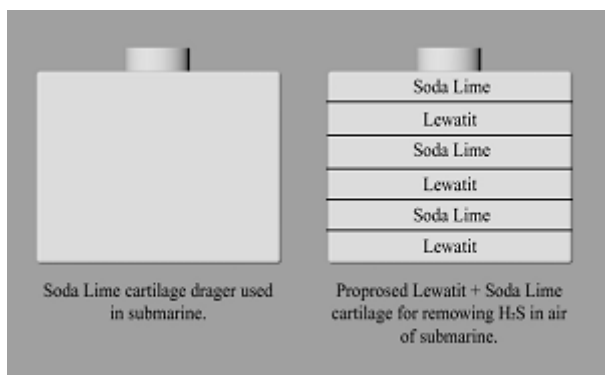 Soda Lime
Lewatit
Soda Lime
Lewatit
Soda Lime
Lewatit
Soda Lime cartilage drager used
in submarine.
Proprosed Lewatit + Soda Lime
cartilage for remowing H₂S in air
of submarine.